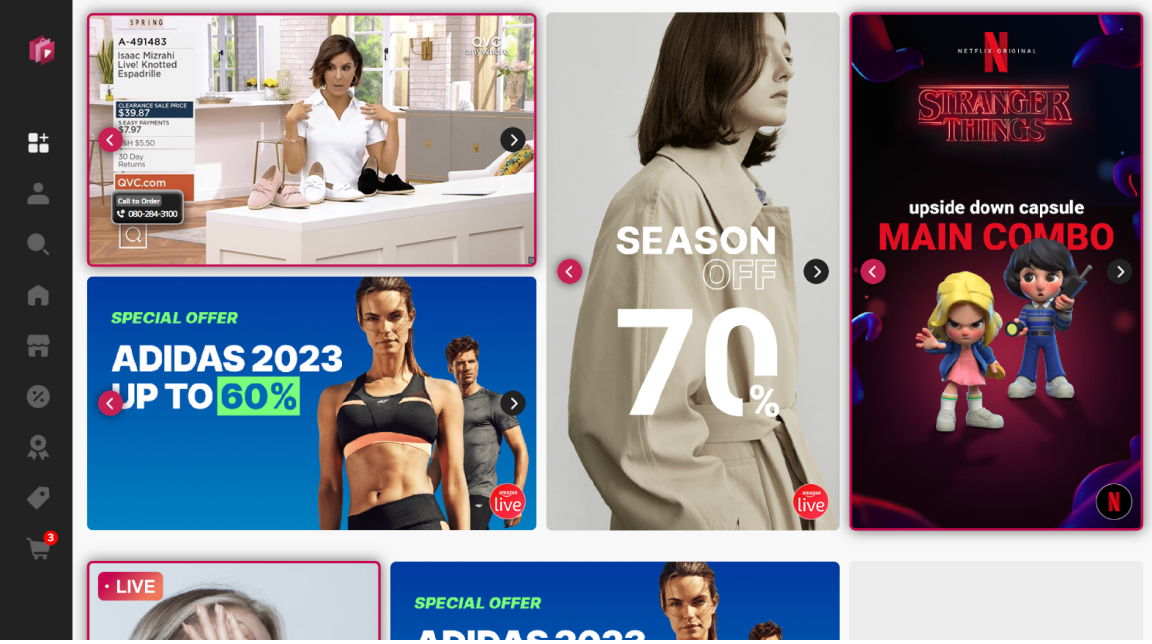 SPRING
A-491483
Isaac Mizrahi
Live! Knotted
Espadrille
CLEARANCE SALE PRICE
$39.87
5 EASY PAYMENTS
$7.97
S&H $5.50
30 Day
Returns
QVC.com
Call to Order
080-284-3100
Q
QVC
anywhere
SPECIAL OFFER
ADIDAS 2023
UP TO 60%
amazon
live
SEASON
OFF
70%
amazon
live
NETFLIX ORIGINAL
N
STRANGER
THINGS
upside down capsule
MAIN COMBO
N
3
LIVE
SPECIAL OFFER
ADIDAS 2023